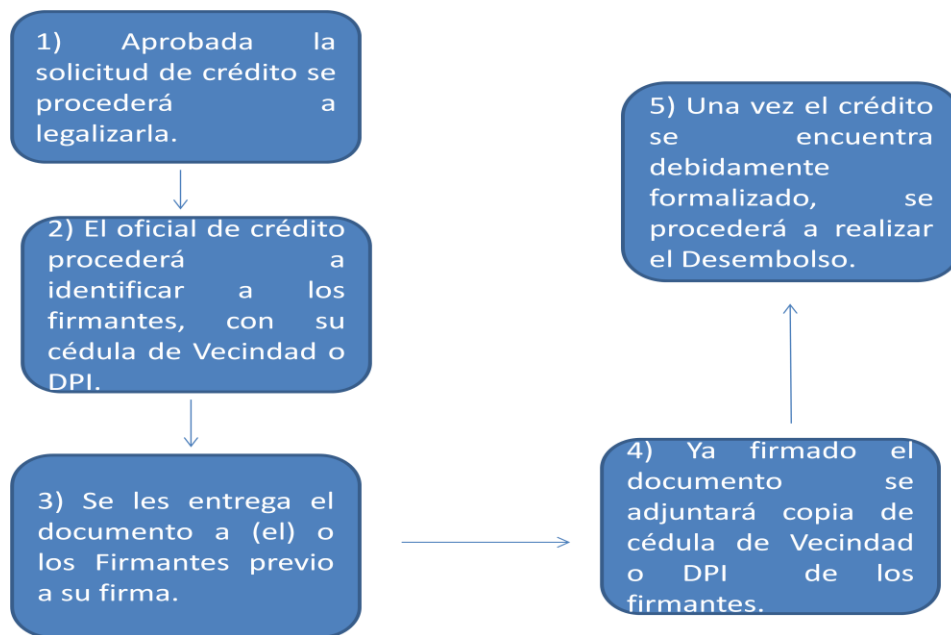 1) Aprobada la
solicitud de crédito se
procederá a
legalizarla.
2) El oficial de crédito
procederá a
identificar a los
firmantes, con su
cédula de Vecindad o
DPI.
3) Se les entrega el
documento a (el) o
los Firmantes previo
a su firma.
4) Ya firmado el
documento se
adjuntará copia de
cédula de Vecindad
o DPI de los
firmantes.
5) Una vez el crédito
se encuentra
debidamente
formalizado, se
procederá a realizar
el Desembolso.